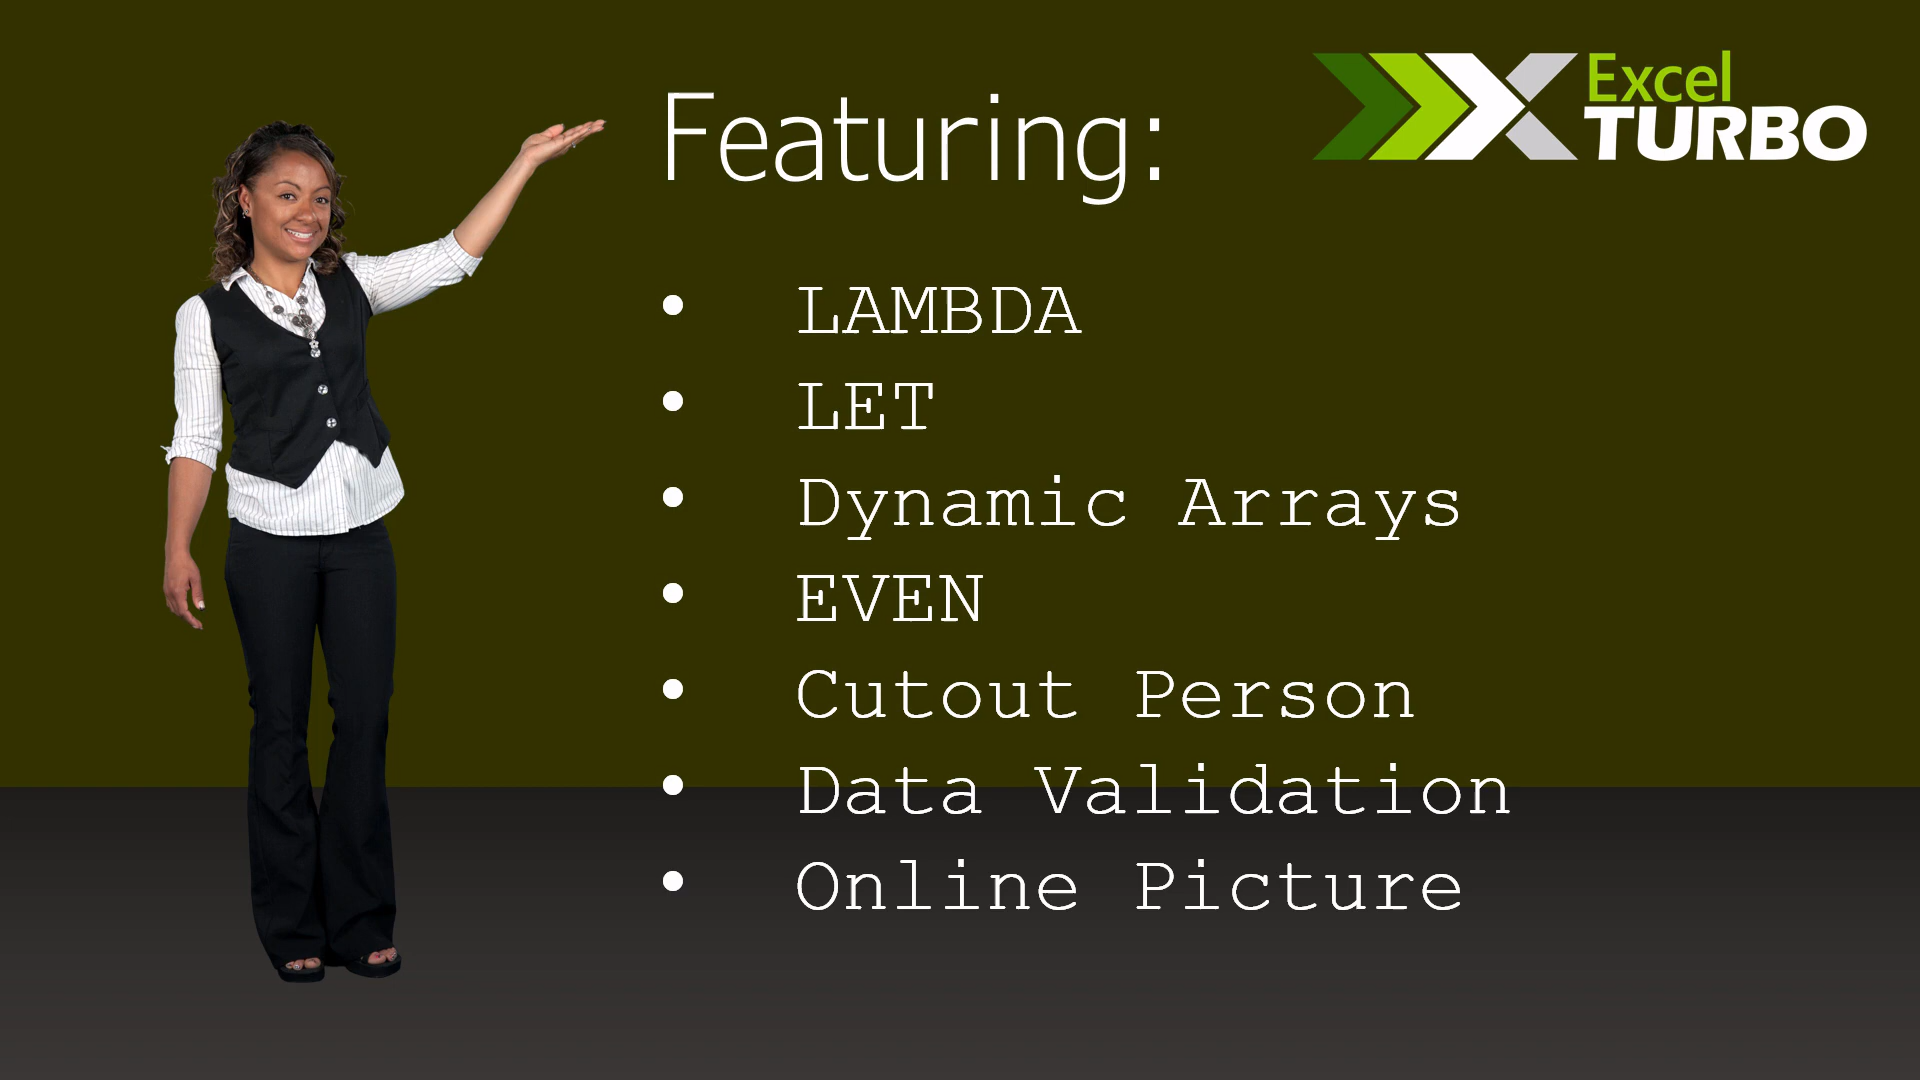 Featuring:
Excel
TURBO
• LAMBDA
• LET
• Dynamic Arrays
• EVEN
• Cutout Person
• Data Validation
• Online Picture